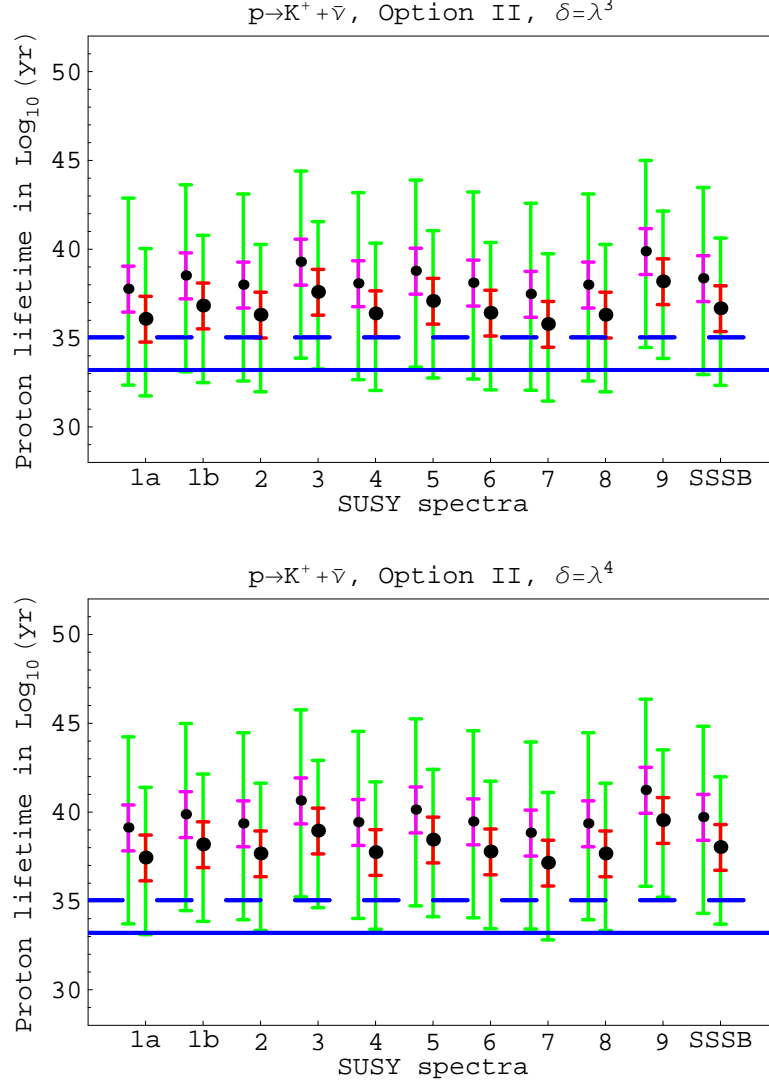 p→K⁺+ν̄, Option II, δ=λ³
Proton lifetime in Log₁₀(yr)
50
45
40
35
30
1a 1b 2 3 4 5 6 7 8 9 SSSB
SUSY spectra
p→K⁺+ν̄, Option II, δ=λ⁴
Proton lifetime in Log₁₀(yr)
50
45
40
35
30
1a 1b 2 3 4 5 6 7 8 9 SSSB
SUSY spectra